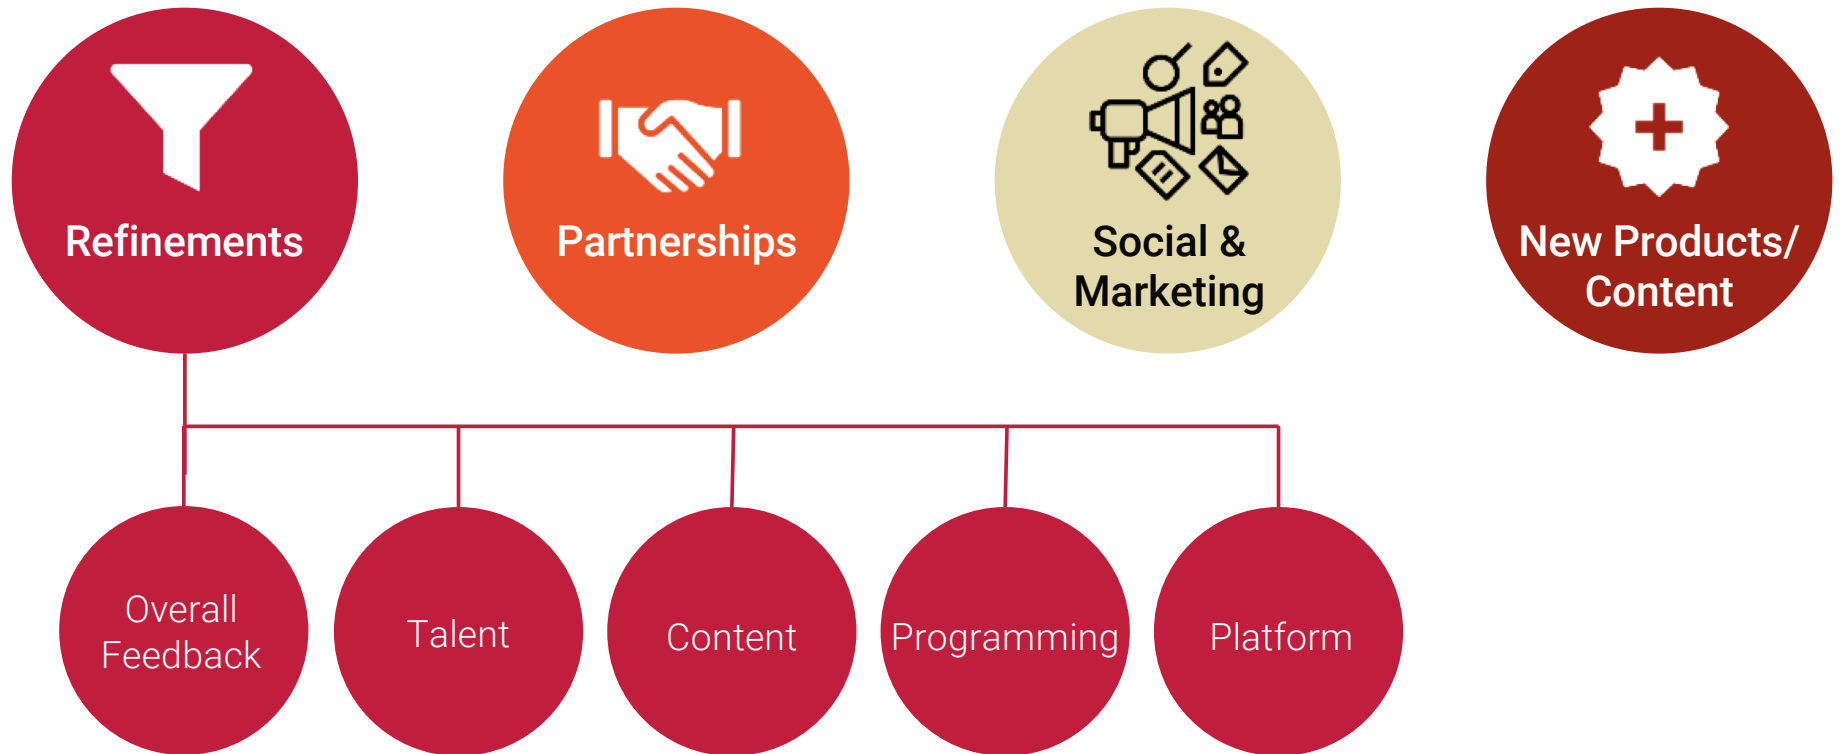 Refinements
Partnerships
Social &
Marketing
New Products/
Content
Overall
Feedback
Talent
Content
Programming
Platform